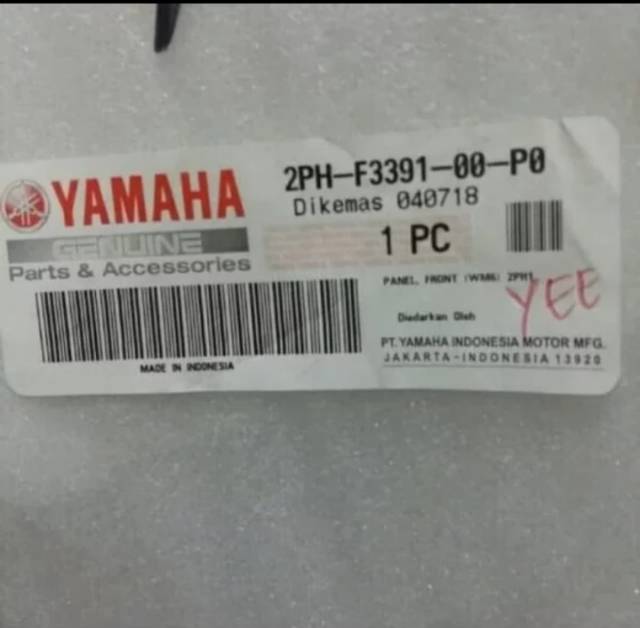 YAMAHA
GENUINE
Parts & Accessories
2PH-F3391-00-P0
Dikemas 040718
1 PC
PANEL, FRONT (WM6) 2PH1
YEE
Diedarkan Oleh
PT. YAMAHA INDONESIA MOTOR MFG.
JAKARTA-INDONESIA 13920
MADE IN INDONESIA